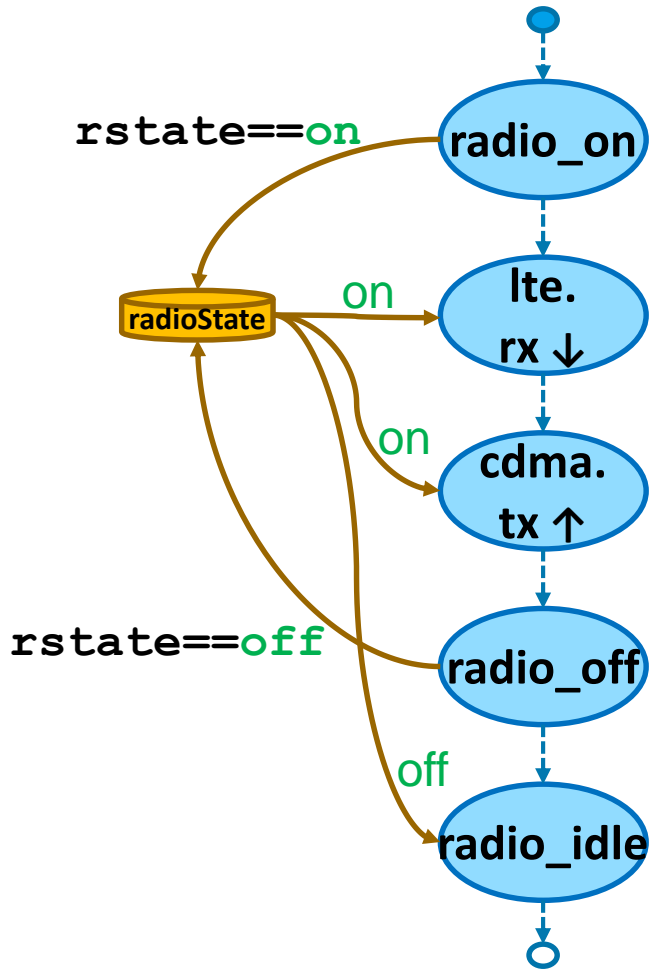 rstate==on
radio_on
on
lte.
rx ↓
radioState
on
cdma.
tx ↑
rstate==off
radio_off
off
radio_idle